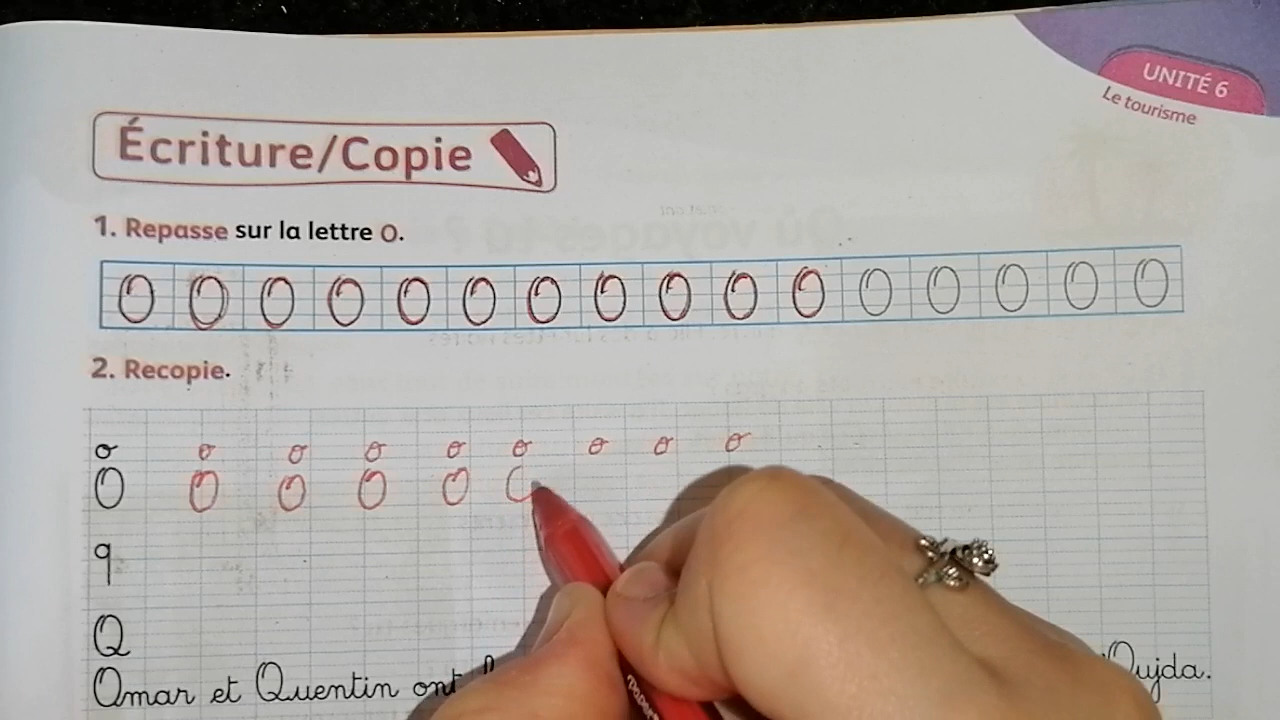 UNITÉ 6
Le tourisme
Écriture/Copie
1. Repasse sur la lettre O.
O O O O O O O O O O O O O O O O
2. Recopie.
o o o o o o o o o
O O O O O
q
Q
Omar et Quentin ont Oujda.